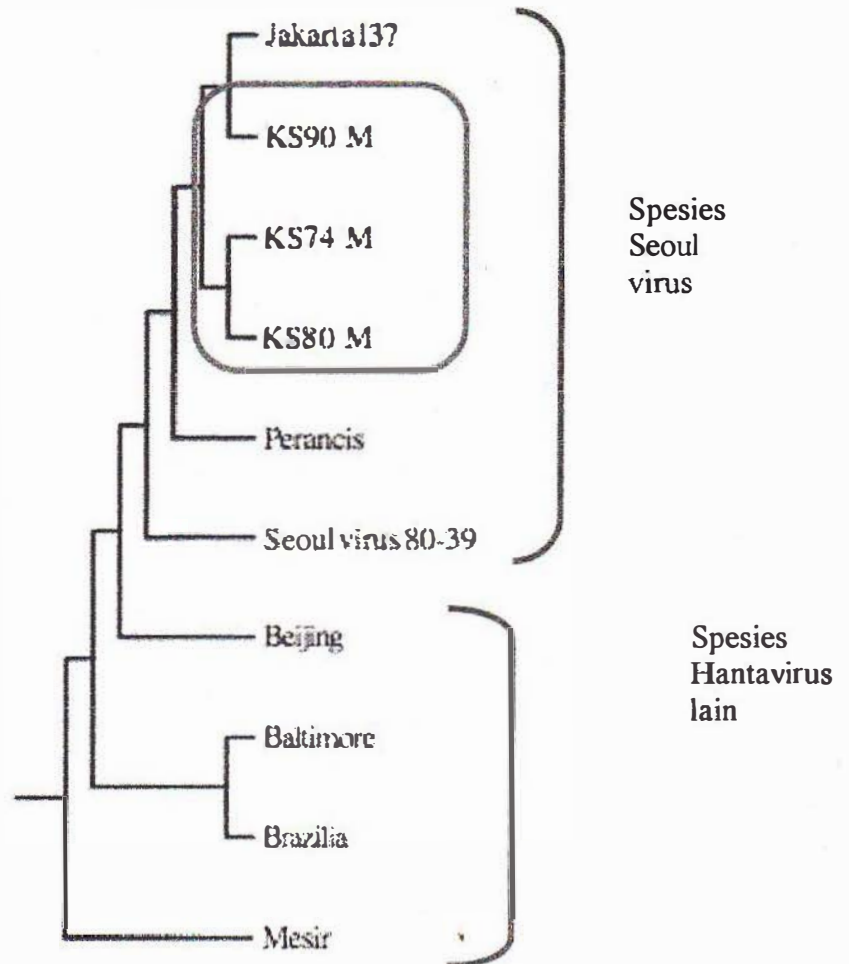 Jakarta137
KS90 M
KS74 M
KS80 M
Perancis
Seoul virus 80-39
Beijing
Baltimore
Brazilia
Mesir
Spesies
Seoul
virus
Spesies
Hantavirus
lain